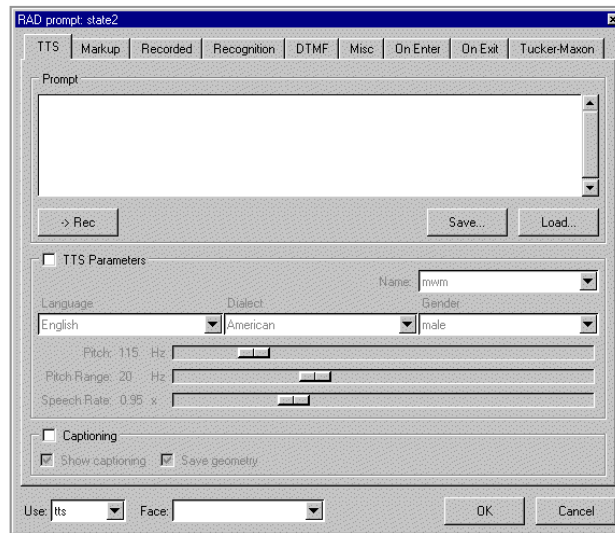 RAD prompt: state2
TTS Markup Recorded Recognition DTMF Misc On Enter On Exit Tucker-Maxon
Prompt
-> Rec Save... Load...
TTS Parameters
Name: mwm
Language Dialect Gender
English American male
Pitch: 115 Hz
Pitch Range: 20 Hz
Speech Rate: 0.95 x
Captioning
Show captioning Save geometry
Use: tts Face: OK Cancel